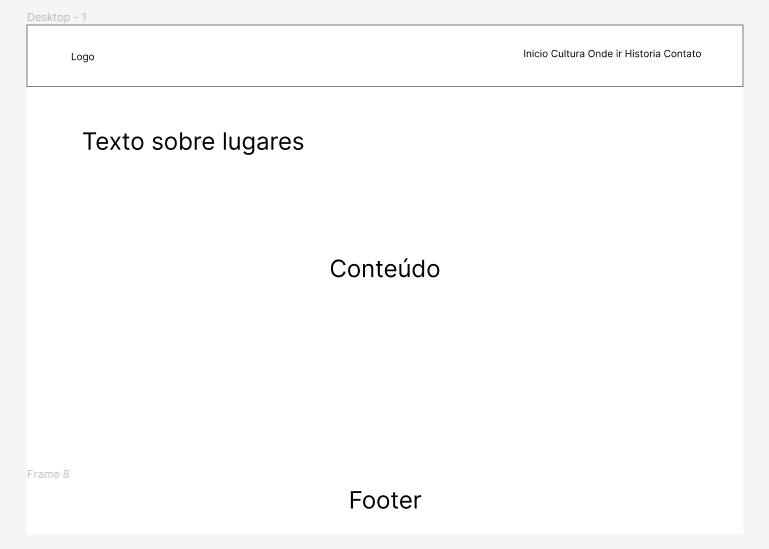 Desktop - 1
Logo
Inicio Cultura Onde ir Historia Contato
Texto sobre lugares
Conteúdo
Frame 8
Footer